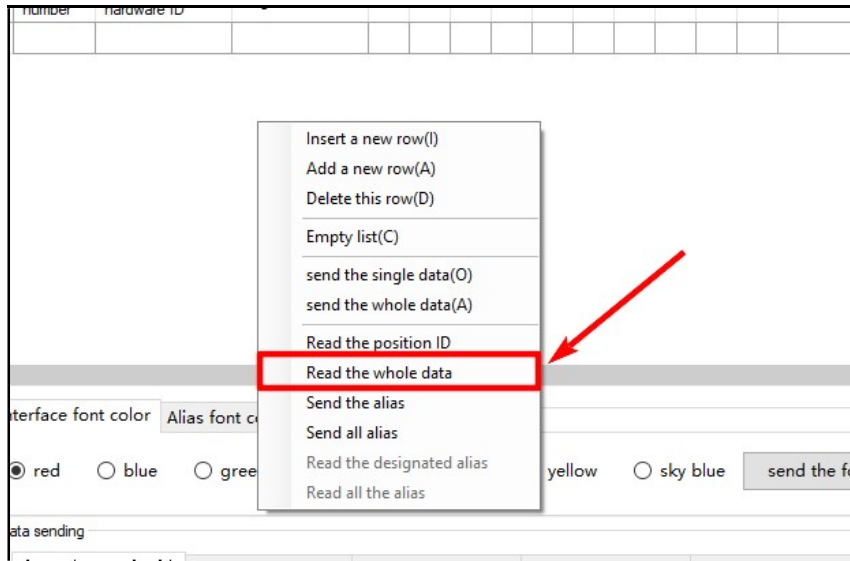 number hardware ID
Insert a new row(I)
Add a new row(A)
Delete this row(D)
Empty list(C)
send the single data(O)
send the whole data(A)
Read the position ID
Read the whole data
Send the alias
Send all alias
Read the designated alias
Read all the alias
terface font color Alias font c
red blue gree yellow sky blue send the fo
ata sending